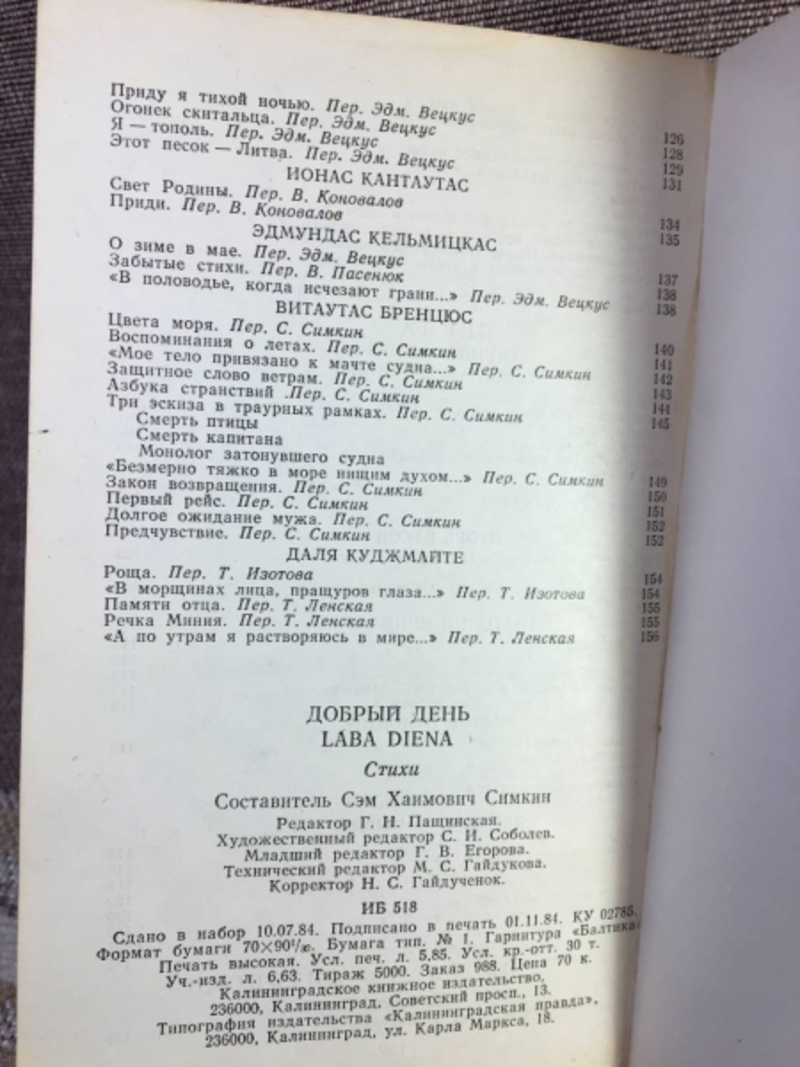 Приду я тихой ночью. Пер. Эдм. Вецкус 126
Огонек скитальца. Пер. Эдм. Вецкус 128
Я — тополь. Пер. Эдм. Вецкус 129
Этот песок — Литва. Пер. Эдм. Вецкус 131
ИОНАС КАНТАУТАС
Свет Родины. Пер. В. Коновалов 134
Приди. Пер. В. Коновалов 135
ЭДМУНДАС КЕЛЬМИЦКАС
О зиме в мае. Пер. Эдм. Вецкус 137
Забытые стихи. Пер. В. Пасенюк 138
«В половодье, когда исчезают грани...» Пер. Эдм. Вецкус 138
ВИТАУТАС БРЕНЦЮС
Цвета моря. Пер. С. Симкин 140
Воспоминания о летах. Пер. С. Симкин 141
«Мое тело привязано к мачте судна...» Пер. С. Симкин 142
Защитное слово ветрам. Пер. С. Симкин 143
Азбука странствий .Пер. С. Симкин 144
Три эскиза в траурных рамках. Пер. С. Симкин 145
Смерть птицы
Смерть капитана
Монолог затонувшего судна
«Безмерно тяжко в море нищим духом...» Пер. С. Симкин 149
Закон возвращения. Пер. С. Симкин 150
Первый рейс. Пер. С. Симкин 151
Долгое ожидание мужа. Пер. С. Симкин 152
Предчувствие. Пер. С. Симкин 152
ДАЛЯ КУДЖМАЙТЕ
Роща. Пер. Т. Изотова 154
«В морщинах лица, пращуров глаза...» Пер. Т. Изотова 154
Памяти отца. Пер. Т. Ленская 155
Речка Миния. Пер. Т. Ленская 155
«А по утрам я растворяюсь в мире...» Пер. Т. Ленская 156
ДОБРЫЙ ДЕНЬ
LABA DIENA
Стихи
Составитель Сэм Хаимович Симкин
Редактор Г. Н. Пащинская.
Художественный редактор С. И. Соболев.
Младший редактор Г. В. Егорова.
Технический редактор М. С. Гайдукова.
Корректор Н. С. Гайдученок.
ИБ 518
Сдано в набор 10.07.84. Подписано в печать 01.11.84. КУ 02785.
Формат бумаги 70×90¹/₃₂. Бумага тип. № 1. Гарнитура «Балтика»
Печать высокая. Усл. печ. л. 5,85. Усл. кр.-отт. 30 т.
Уч.-изд. л. 6,63. Тираж 5000. Заказ 988. Цена 70 к.
Калининградское книжное издательство,
236000, Калининград, Советский просп., 13.
Типография издательства «Калининградская правда»,
236000, Калининград, ул. Карла Маркса, 18.